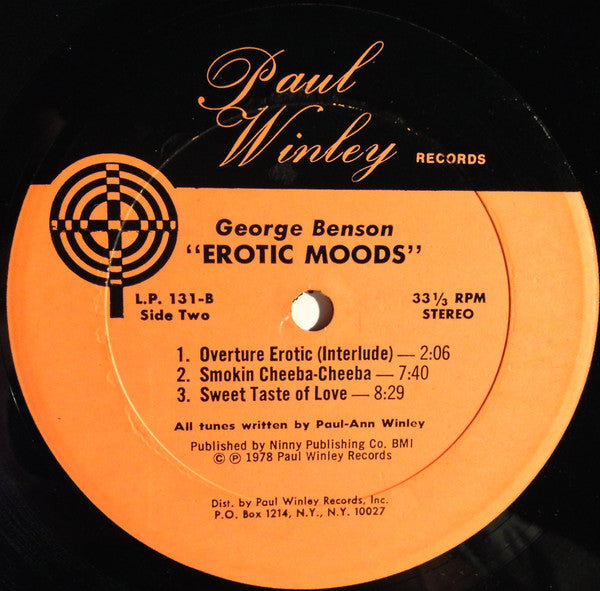 Paul
Winley RECORDS
George Benson
"EROTIC MOODS"
L.P. 131-B
Side Two
33 1/3 RPM
STEREO
1. Overture Erotic (Interlude) — 2:06
2. Smokin Cheeba-Cheeba — 7:40
3. Sweet Taste of Love — 8:29
All tunes written by Paul-Ann Winley
Published by Ninny Publishing Co. BMI
© ℗ 1978 Paul Winley Records
Dist. by Paul Winley Records, Inc.
P.O. Box 1214, N.Y., N.Y. 10027